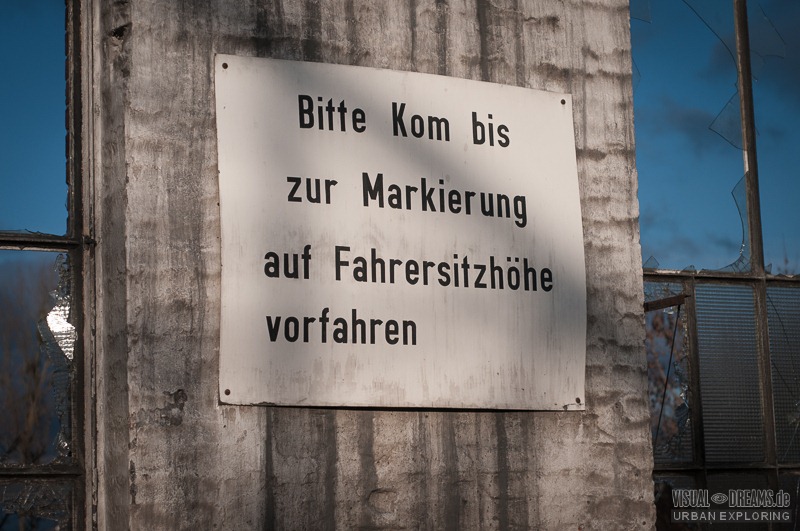 Bitte Kom bis
zur Markierung
auf Fahrersitzhöhe
vorfahren
VISUAL DREAMS.de
URBAN EXPLORING